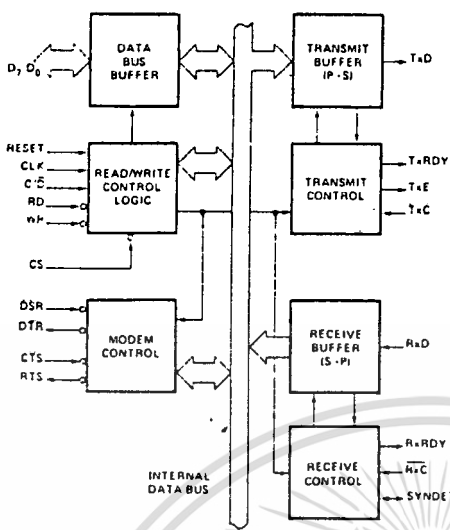 D7 D0
DATA
BUS
BUFFER
TRANSMIT
BUFFER
(P - S)
TxD
RESET
CLK
C/D
RD
WR
READ/WRITE
CONTROL
LOGIC
CS
TRANSMIT
CONTROL
TxRDY
TxE
TxC
DSR
DTR
CTS
RTS
MODEM
CONTROL
RECEIVE
BUFFER
(S - P)
RxD
INTERNAL
DATA BUS
RECEIVE
CONTROL
RxRDY
RxC
SYNDET